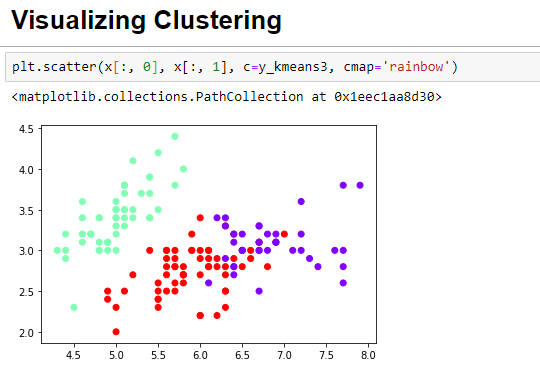 Visualizing Clustering
plt.scatter(x[:, 0], x[:, 1], c=y_kmeans3, cmap='rainbow')
<matplotlib.collections.PathCollection at 0x1eec1aa8d30>
4.5
4.0
3.5
3.0
2.5
2.0
4.5 5.0 5.5 6.0 6.5 7.0 7.5 8.0